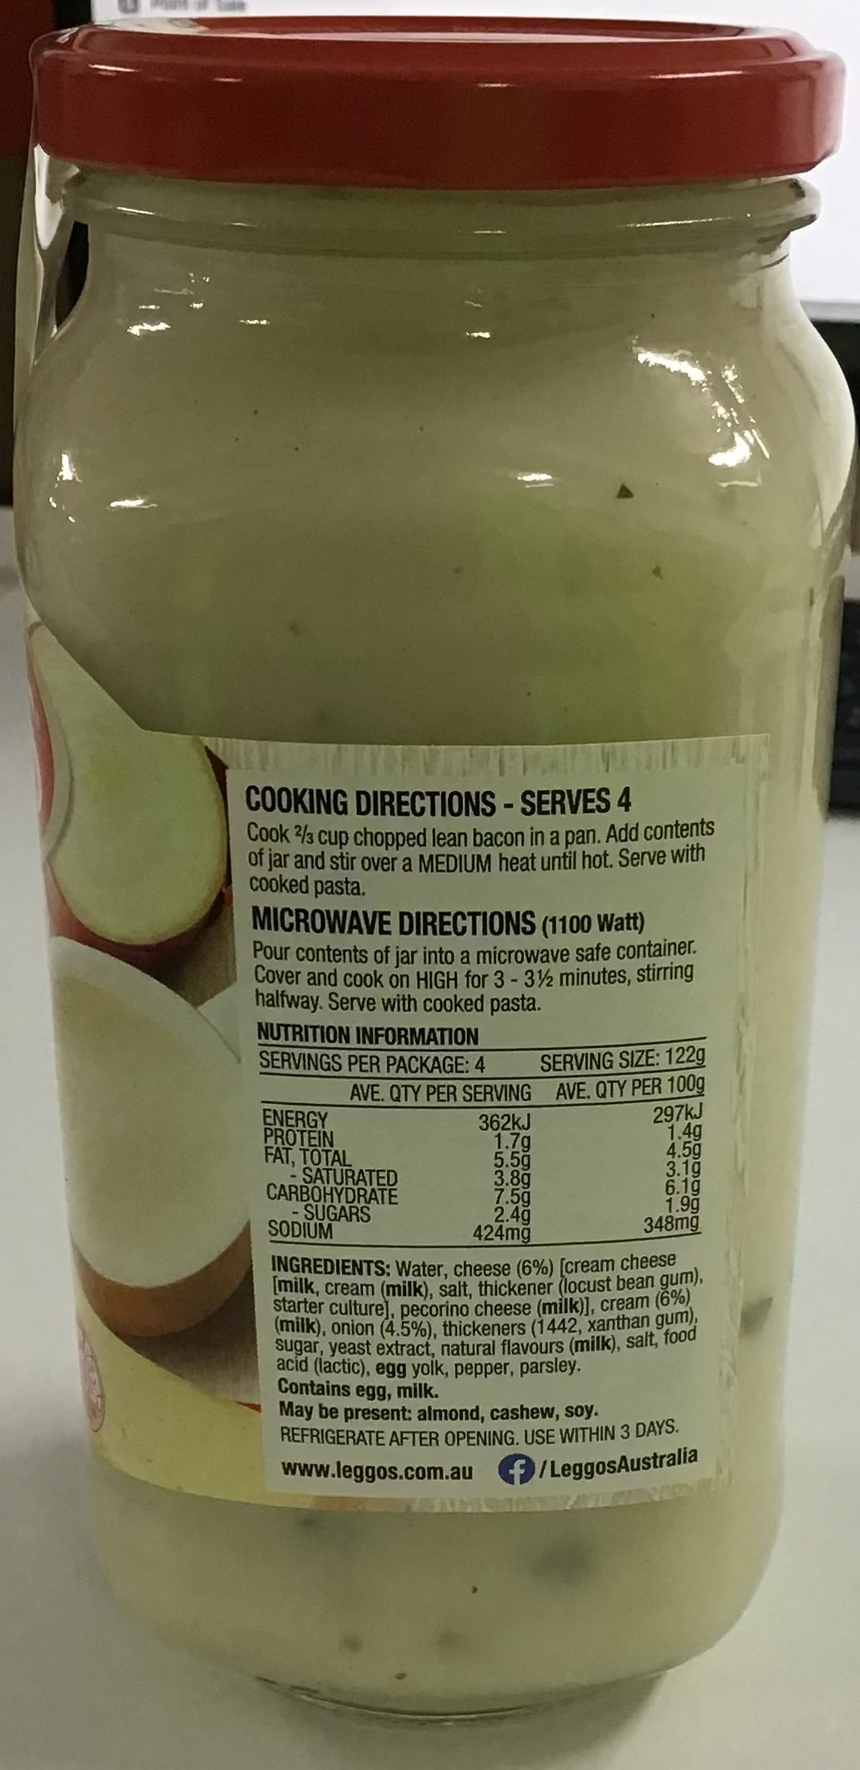 Point of Sale
COOKING DIRECTIONS - SERVES 4
Cook 2/3 cup chopped lean bacon in a pan. Add contents
of jar and stir over a MEDIUM heat until hot. Serve with
cooked pasta.
MICROWAVE DIRECTIONS (1100 Watt)
Pour contents of jar into a microwave safe container.
Cover and cook on HIGH for 3 - 3½ minutes, stirring
halfway. Serve with cooked pasta.
NUTRITION INFORMATION
SERVINGS PER PACKAGE: 4 SERVING SIZE: 122g
AVE. QTY PER SERVING AVE. QTY PER 100g
ENERGY 362kJ 297kJ
PROTEIN 1.7g 1.4g
FAT, TOTAL 5.5g 4.5g
- SATURATED 3.8g 3.1g
CARBOHYDRATE 7.5g 6.1g
- SUGARS 2.4g 1.9g
SODIUM 424mg 348mg
INGREDIENTS: Water, cheese (6%) [cream cheese
[milk, cream (milk), salt, thickener (locust bean gum),
starter culture], pecorino cheese (milk)], cream (6%)
(milk), onion (4.5%), thickeners (1442, xanthan gum),
sugar, yeast extract, natural flavours (milk), salt, food
acid (lactic), egg yolk, pepper, parsley.
Contains egg, milk.
May be present: almond, cashew, soy.
REFRIGERATE AFTER OPENING. USE WITHIN 3 DAYS.
www.leggos.com.au f /LeggosAustralia